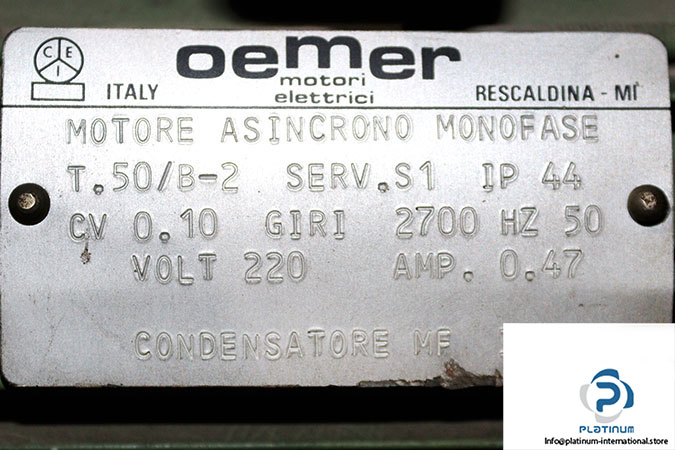 CEI
ITALY
oemer
motori
elettrici
RESCALDINA - MI
MOTORE ASINCRONO MONOFASE
T.50/B-2 SERV.S1 IP 44
CV 0.10 GIRI 2700 HZ 50
VOLT 220 AMP. 0.47
CONDENSATORE MF
PLATINUM
Info@platinum-international.store